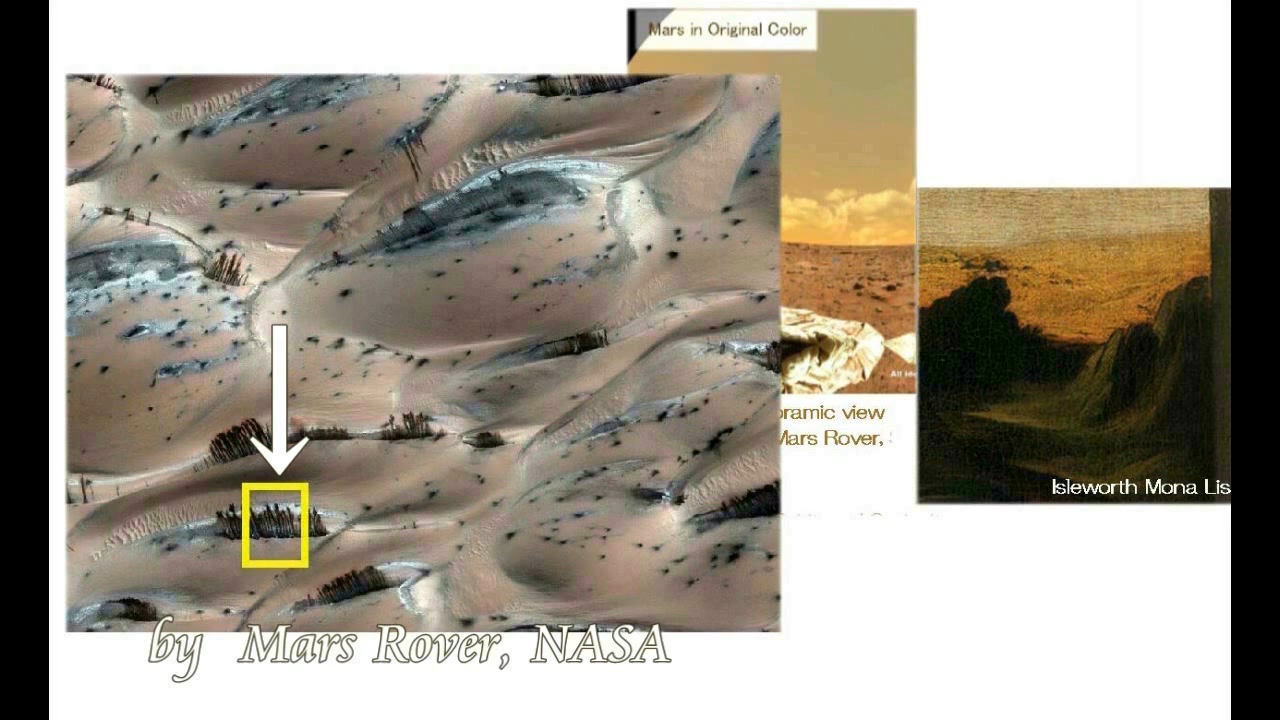 Mars in Original Color
oramic view
Mars Rover,
Isleworth Mona Lis
by Mars Rover, NASA